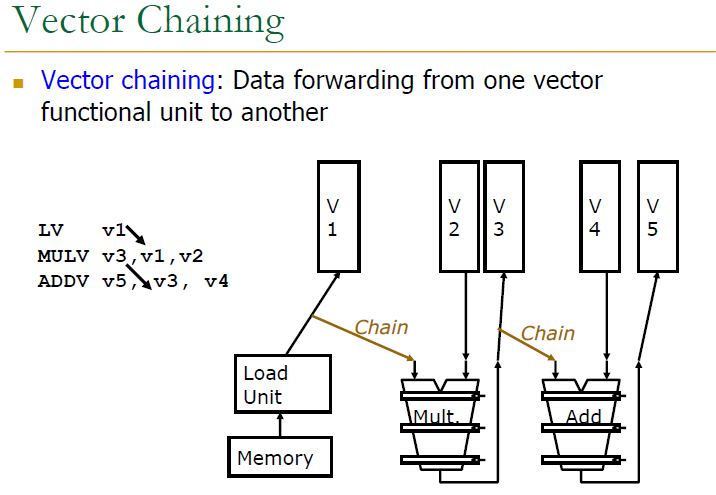 Vector Chaining
Vector chaining: Data forwarding from one vector
functional unit to another
LV v1
MULV v3,v1,v2
ADDV v5, v3, v4
V
1
V
2
V
3
V
4
V
5
Chain
Chain
Load
Unit
Mult.
Add
Memory